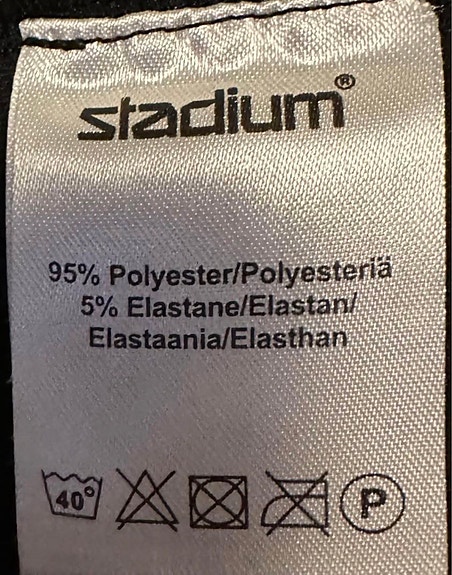 stadium®
95% Polyester/Polyesteriä
5% Elastane/Elastan/
Elastaania/Elasthan
40°
P